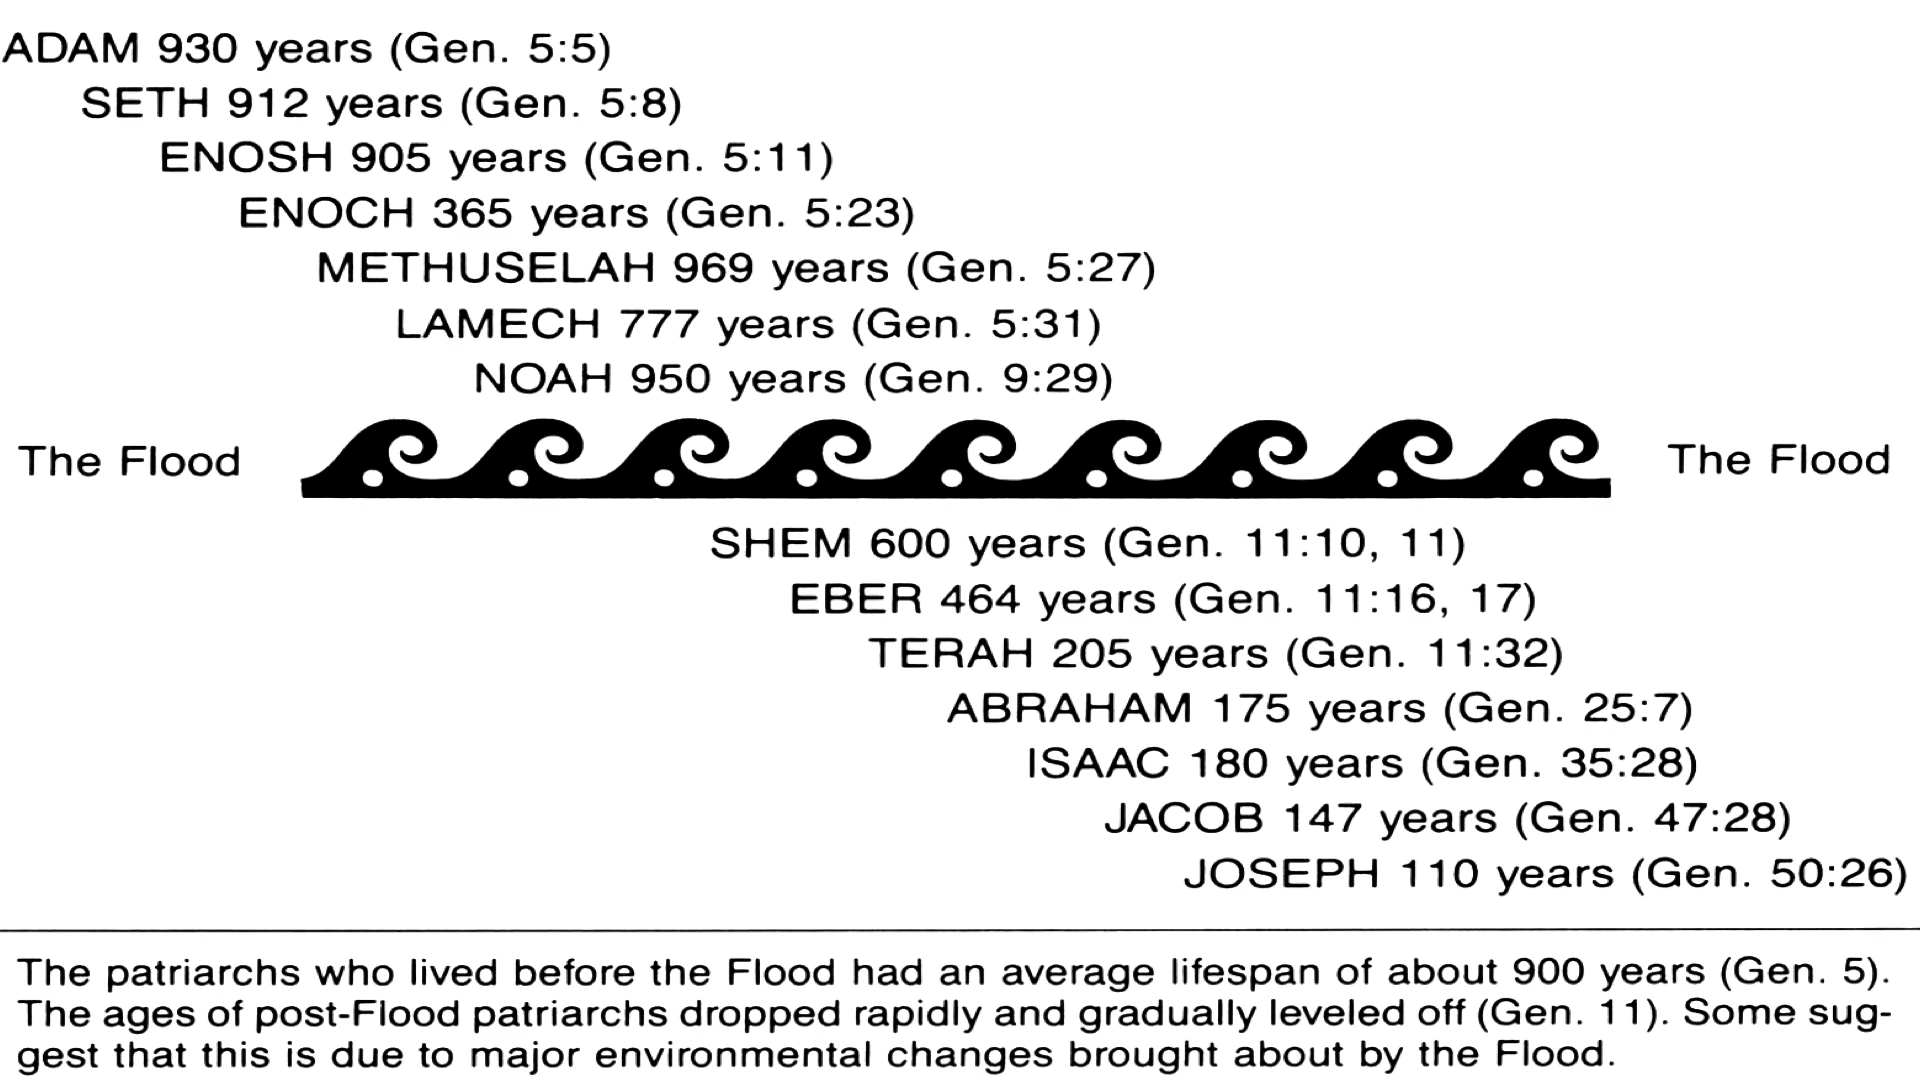 ADAM 930 years (Gen. 5:5)
SETH 912 years (Gen. 5:8)
ENOSH 905 years (Gen. 5:11)
ENOCH 365 years (Gen. 5:23)
METHUSELAH 969 years (Gen. 5:27)
LAMECH 777 years (Gen. 5:31)
NOAH 950 years (Gen. 9:29)
The Flood The Flood
SHEM 600 years (Gen. 11:10, 11)
EBER 464 years (Gen. 11:16, 17)
TERAH 205 years (Gen. 11:32)
ABRAHAM 175 years (Gen. 25:7)
ISAAC 180 years (Gen. 35:28)
JACOB 147 years (Gen. 47:28)
JOSEPH 110 years (Gen. 50:26)
The patriarchs who lived before the Flood had an average lifespan of about 900 years (Gen. 5).
The ages of post-Flood patriarchs dropped rapidly and gradually leveled off (Gen. 11). Some sug-
gest that this is due to major environmental changes brought about by the Flood.